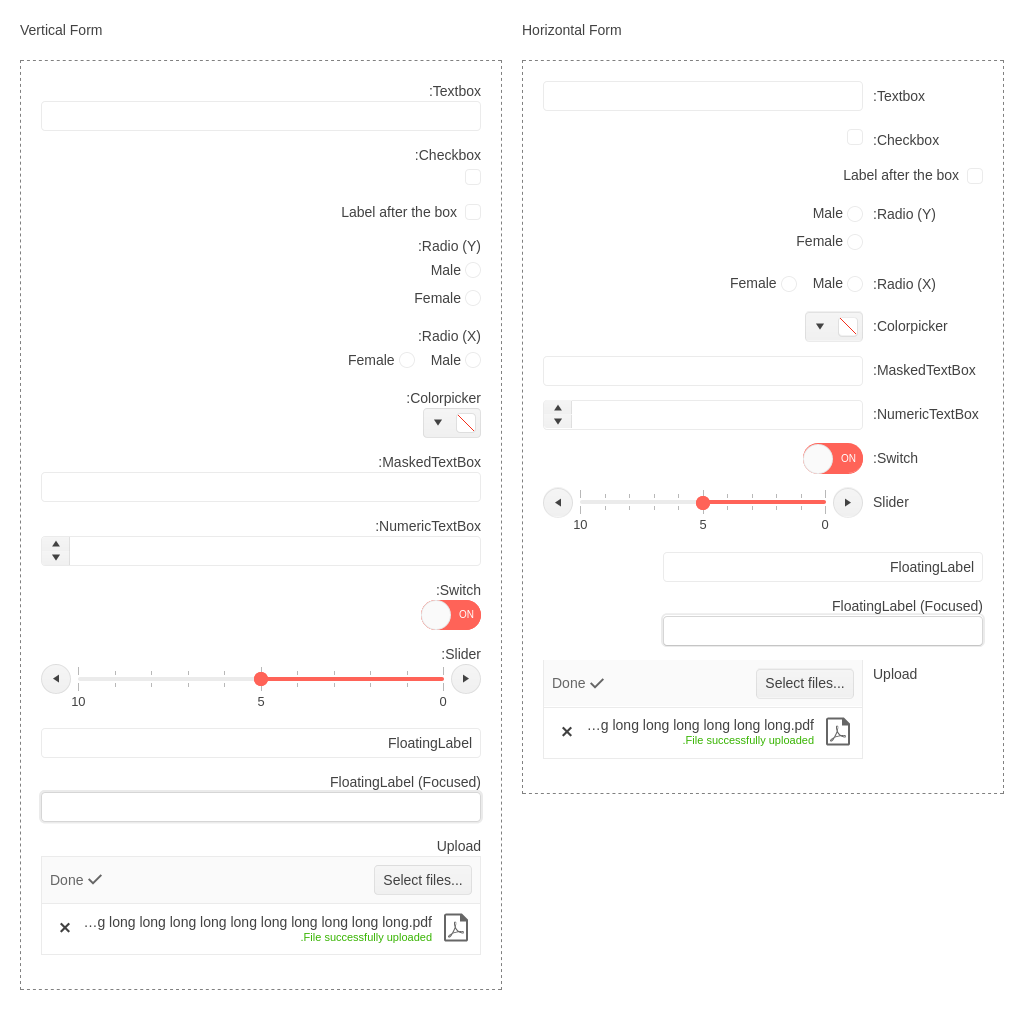 Vertical Form
:Textbox
:Checkbox
Label after the box
:Radio (Y)
Male
Female
:Radio (X)
Female Male
:Colorpicker
:MaskedTextBox
:NumericTextBox
:Switch
ON
:Slider
10 5 0
FloatingLabel
FloatingLabel (Focused)
Upload
Done Select files...
...g long long long long long long long long long long.pdf
.File successfully uploaded
Horizontal Form
:Textbox
:Checkbox
Label after the box
Male :Radio (Y)
Female
Female Male :Radio (X)
:Colorpicker
:MaskedTextBox
:NumericTextBox
ON :Switch
Slider
10 5 0
FloatingLabel
FloatingLabel (Focused)
Upload
Done Select files...
...g long long long long long long.pdf
.File successfully uploaded